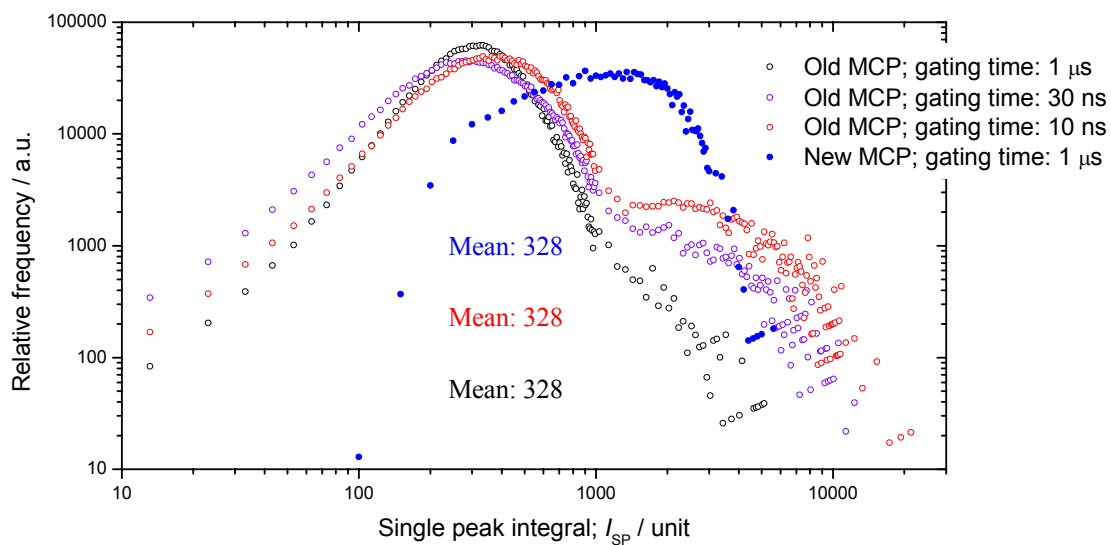 100000
10000
1000
100
10
Relative frequency / a.u.
Old MCP; gating time: 1 μs
Old MCP; gating time: 30 ns
Old MCP; gating time: 10 ns
New MCP; gating time: 1 μs
Mean: 328
Mean: 328
Mean: 328
10 100 1000 10000
Single peak integral; I_SP / unit